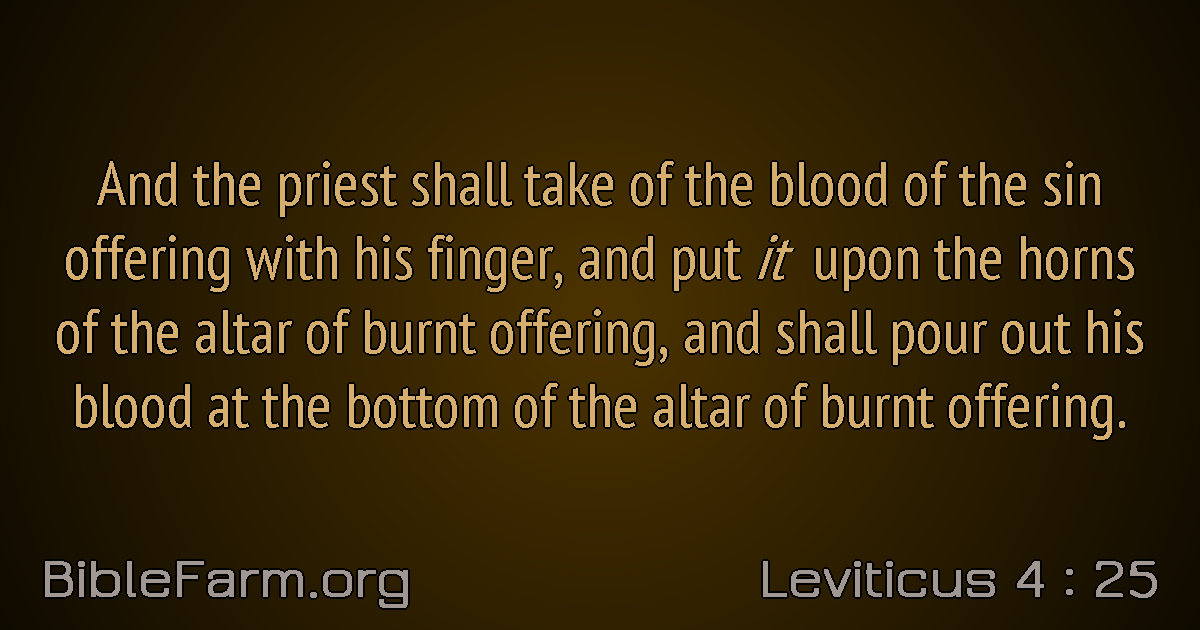 And the priest shall take of the blood of the sin
offering with his finger, and put it upon the horns
of the altar of burnt offering, and shall pour out his
blood at the bottom of the altar of burnt offering.
BibleFarm.org
Leviticus 4 : 25